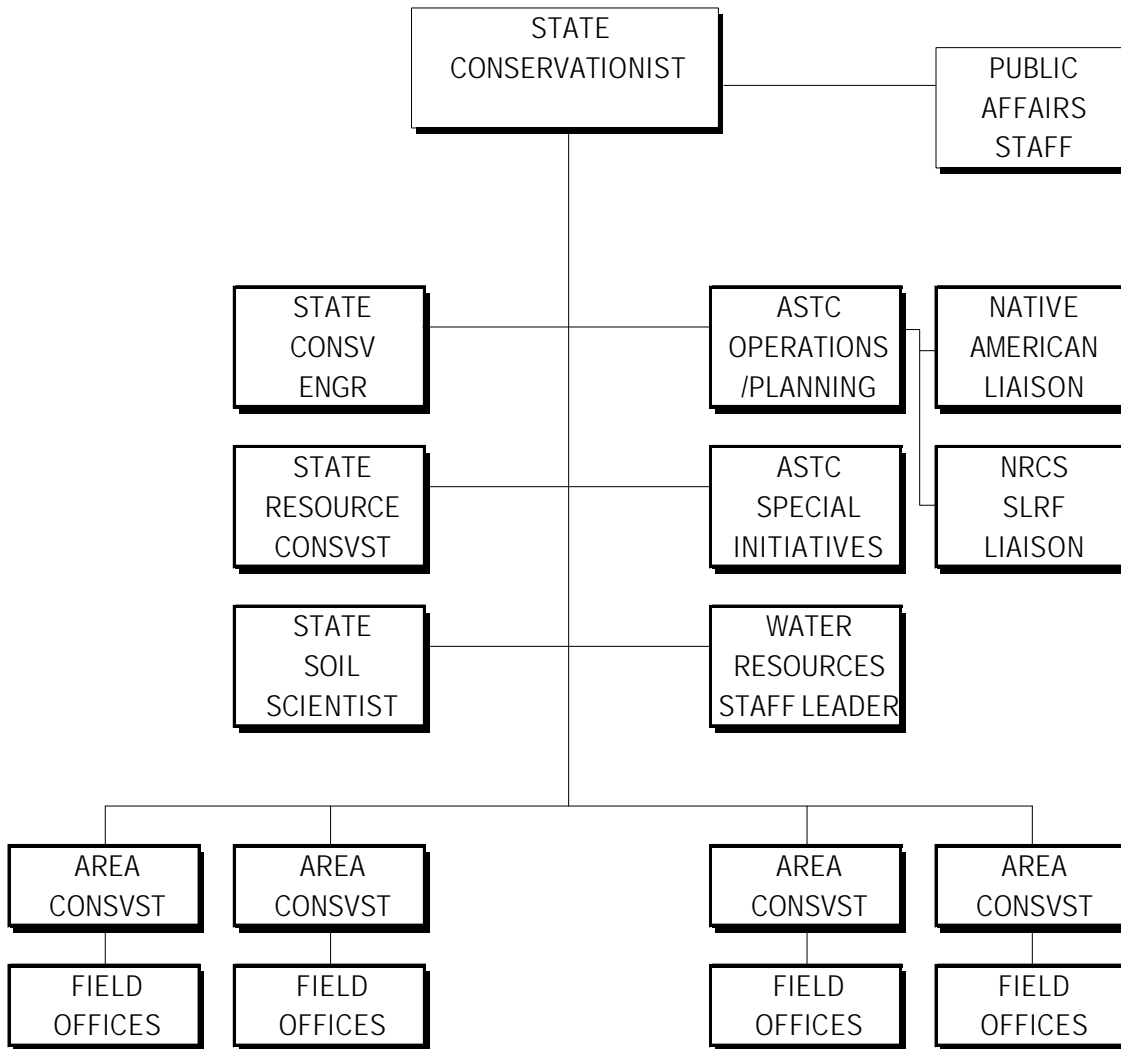 STATE
CONSERVATIONIST
PUBLIC
AFFAIRS
STAFF
STATE
CONSV
ENGR
ASTC
OPERATIONS
/PLANNING
NATIVE
AMERICAN
LIAISON
STATE
RESOURCE
CONSVST
ASTC
SPECIAL
INITIATIVES
NRCS
SLRF
LIAISON
STATE
SOIL
SCIENTIST
WATER
RESOURCES
STAFF LEADER
AREA
CONSVST
AREA
CONSVST
AREA
CONSVST
AREA
CONSVST
FIELD
OFFICES
FIELD
OFFICES
FIELD
OFFICES
FIELD
OFFICES